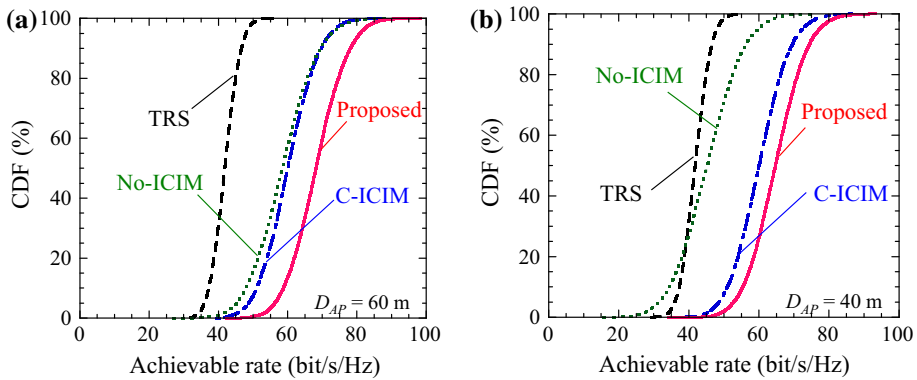 (a)
100
80
60
40
20
0
CDF (%)
TRS
Proposed
No-ICIM
C-ICIM
D_AP = 60 m
0 20 40 60 80 100
Achievable rate (bit/s/Hz)
(b)
100
80
60
40
20
0
CDF (%)
No-ICIM
Proposed
TRS
C-ICIM
D_AP = 40 m
0 20 40 60 80 100
Achievable rate (bit/s/Hz)